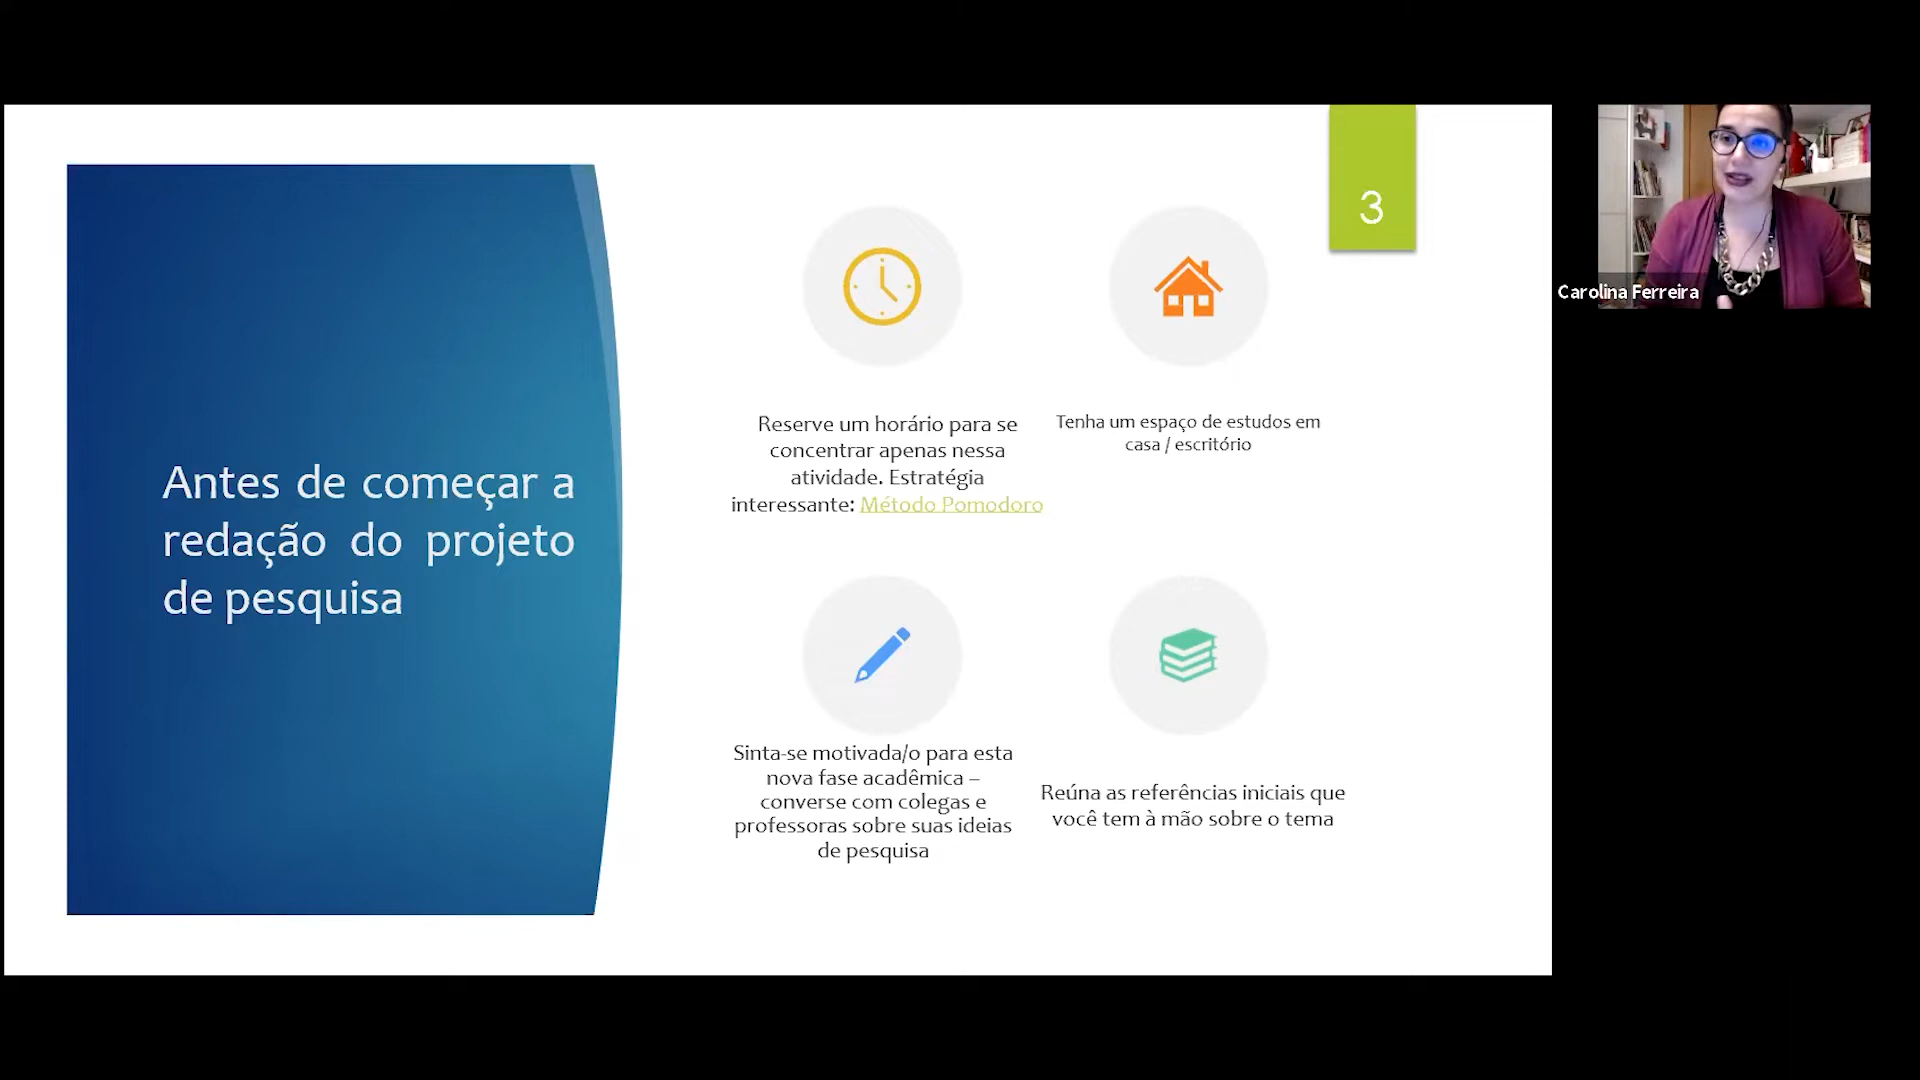 Antes de começar a
redação do projeto
de pesquisa
3
Reserve um horário para se
concentrar apenas nessa
atividade. Estratégia
interessante: Método Pomodoro
Tenha um espaço de estudos em
casa / escritório
Sinta-se motivada/o para esta
nova fase acadêmica –
converse com colegas e
professoras sobre suas ideias
de pesquisa
Reúna as referências iniciais que
você tem à mão sobre o tema
Carolina Ferreira